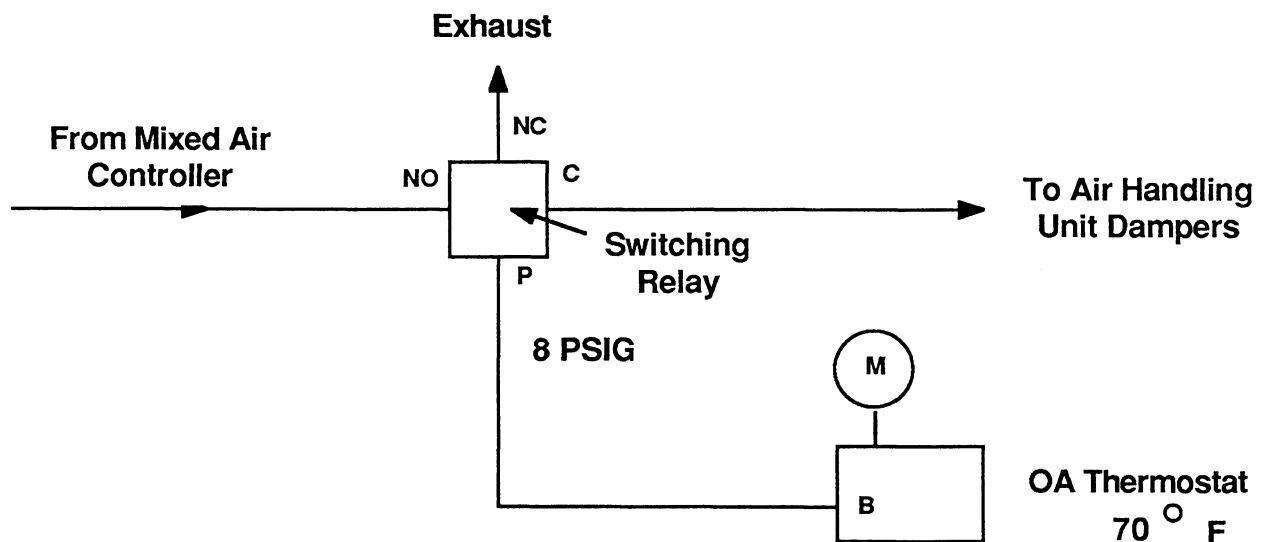 Exhaust
NC
From Mixed Air
Controller
NO
C
To Air Handling
Unit Dampers
Switching
Relay
P
8 PSIG
M
B
OA Thermostat
70 ° F